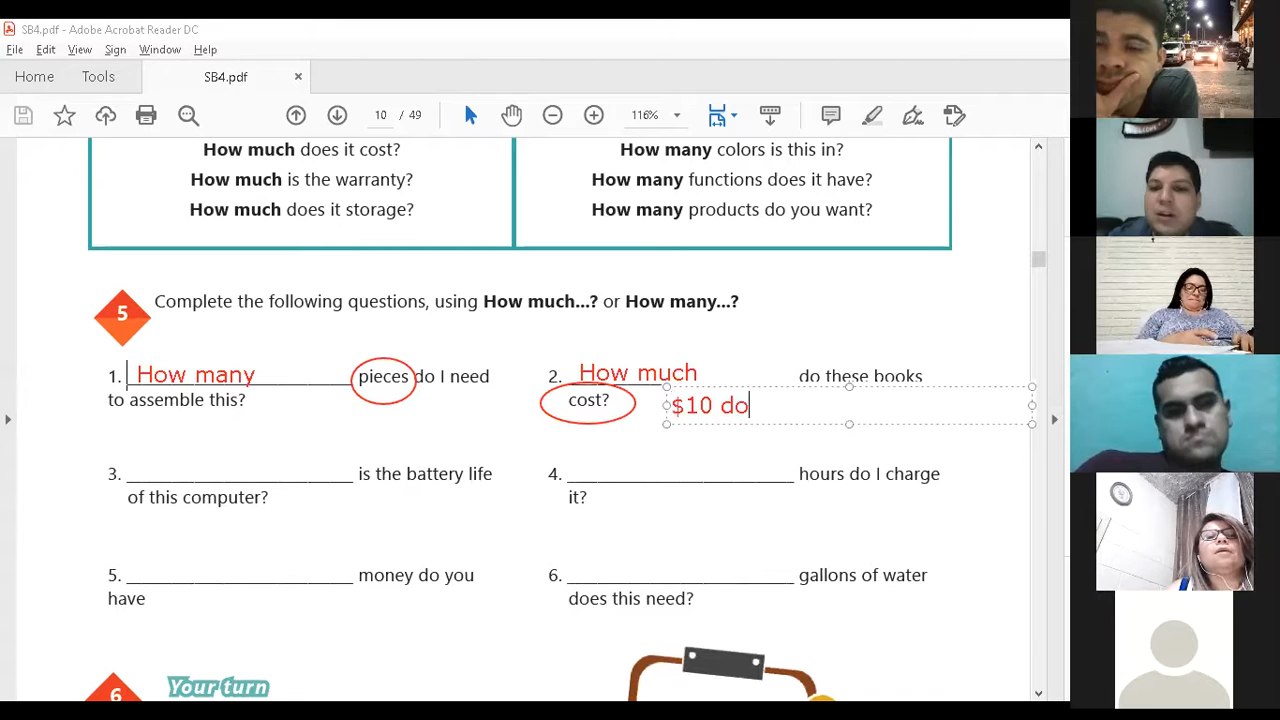 SB4.pdf - Adobe Acrobat Reader DC
File Edit View Sign Window Help
Home Tools SB4.pdf ×
10 / 49 116%
How much does it cost? How many colors is this in?
How much is the warranty? How many functions does it have?
How much does it storage? How many products do you want?
5 Complete the following questions, using How much...? or How many...?
1. How many pieces do I need
to assemble this?
2. How much do these books
cost? $10 do
3. ____________ is the battery life
of this computer?
4. ____________ hours do I charge
it?
5. ____________ money do you
have
6. ____________ gallons of water
does this need?
6 Your turn